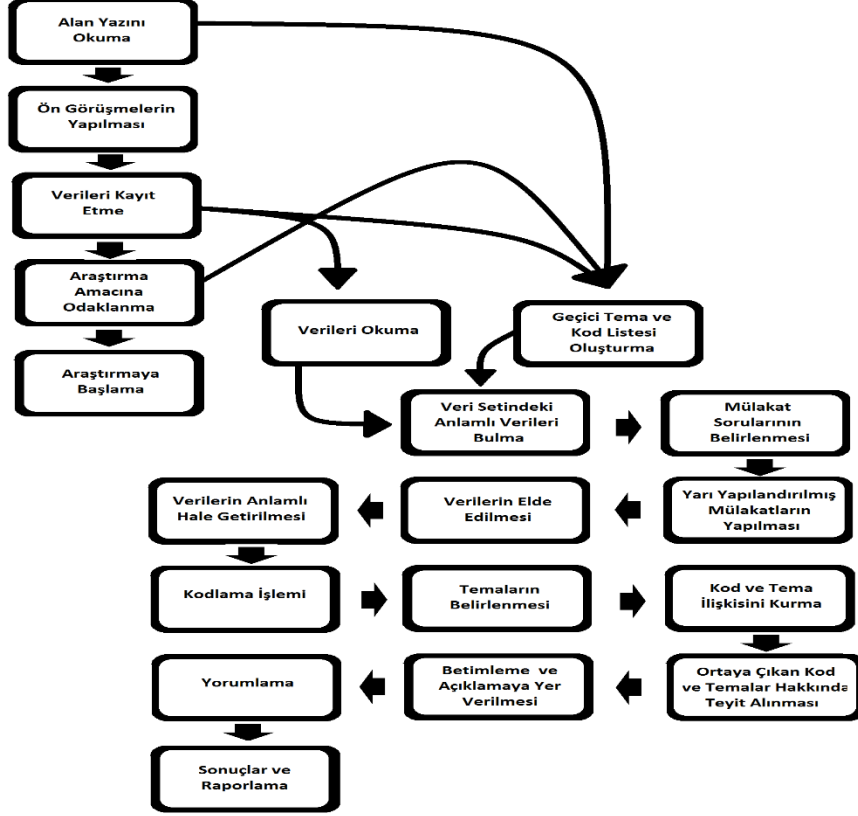 Alan Yazını
Okuma
Ön Görüşmelerin
Yapılması
Verileri Kayıt
Etme
Araştırma
Amacına
Odaklanma
Araştırmaya
Başlama
Verileri Okuma
Geçici Tema ve
Kod Listesi
Oluşturma
Veri Setindeki
Anlamlı Verileri
Bulma
Mülakat
Sorularının
Belirlenmesi
Yarı Yapılandırılmış
Mülakatların
Yapılması
Verilerin Elde
Edilmesi
Verilerin Anlamlı
Hale Getirilmesi
Kodlama İşlemi
Temaların
Belirlenmesi
Kod ve Tema
İlişkisini Kurma
Ortaya Çıkan Kod
ve Temalar Hakkında
Teyit Alınması
Betimleme ve
Açıklamaya Yer
Verilmesi
Yorumlama
Sonuçlar ve
Raporlama